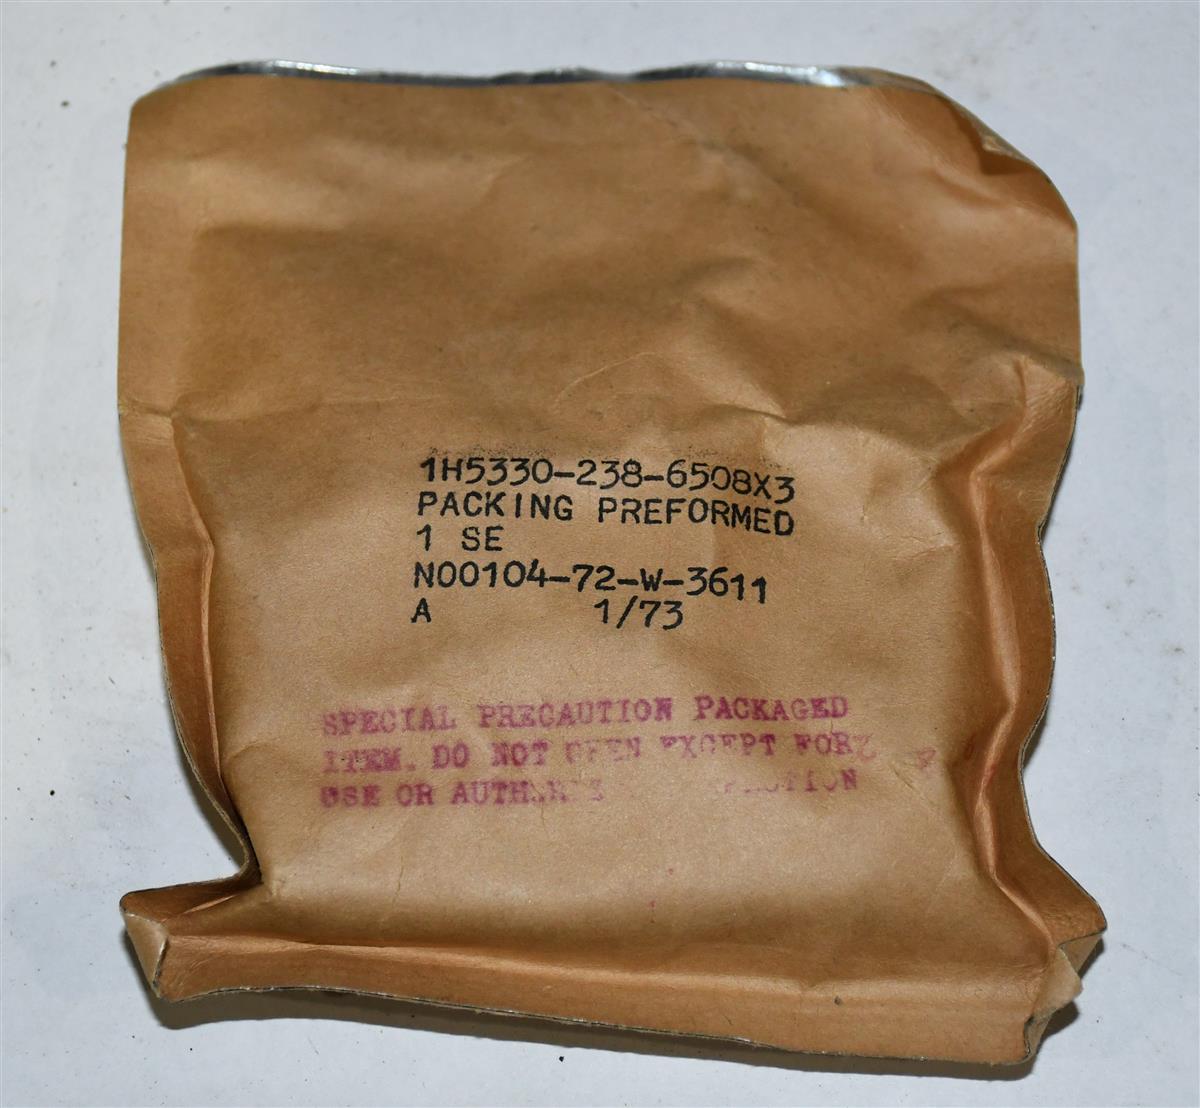 1H5330-238-6508X3
PACKING PREFORMED
1 SE
N00104-72-W-3611
A 1/73
SPECIAL PRECAUTION PACKAGED
ITEM. DO NOT OPEN EXCEPT FOR
USE OR